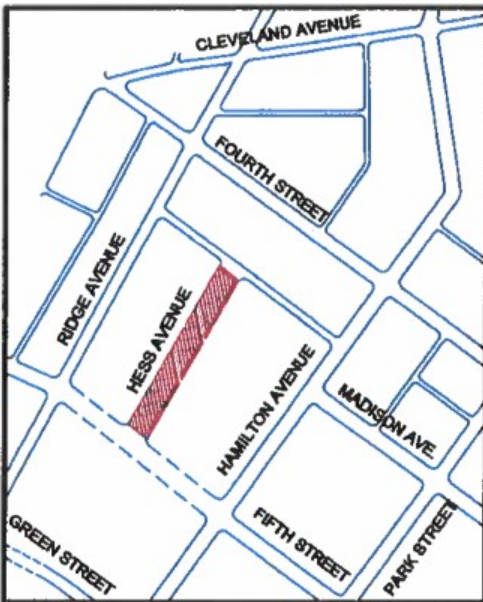 CLEVELAND AVENUE
FOURTH STREET
RIDGE AVENUE
HESS AVENUE
HAMILTON AVENUE
MADISON AVE.
GREEN STREET
FIFTH STREET
PARK STREET